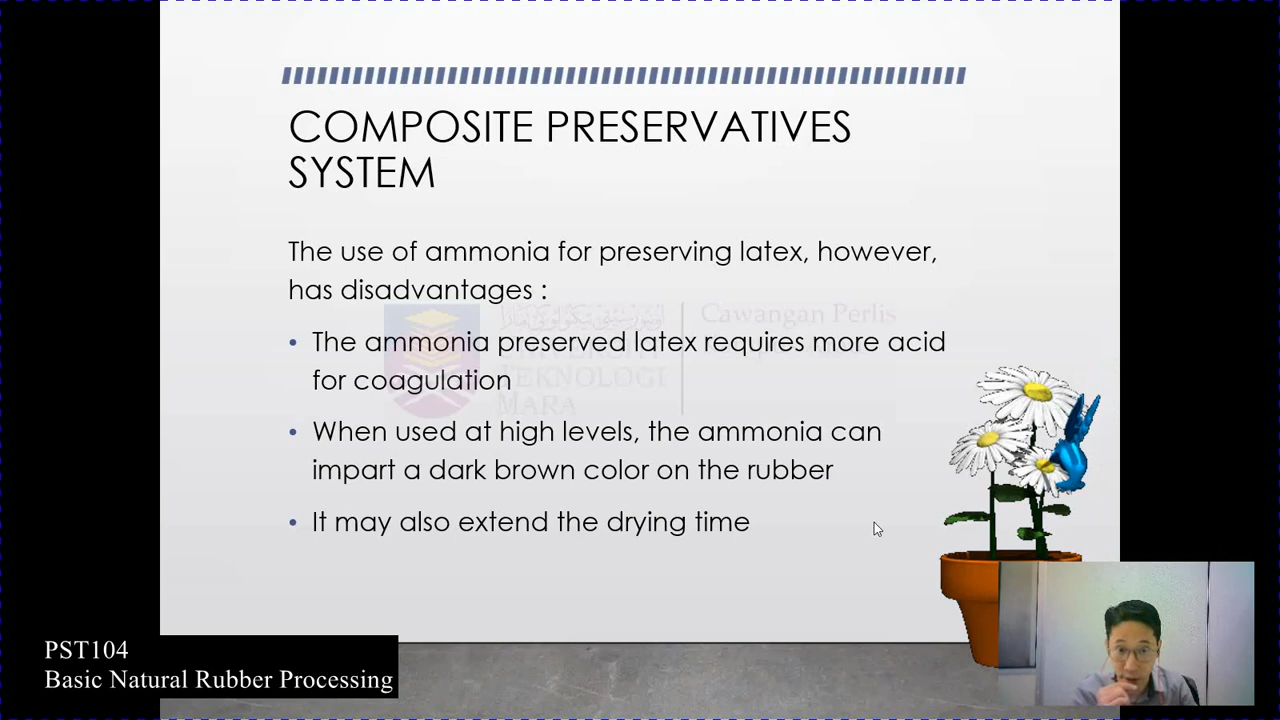 COMPOSITE PRESERVATIVES
SYSTEM
The use of ammonia for preserving latex, however,
has disadvantages :
• The ammonia preserved latex requires more acid
for coagulation
• When used at high levels, the ammonia can
impart a dark brown color on the rubber
• It may also extend the drying time
UNIVERSITI
TEKNOLOGI
MARA
Cawangan Perlis
PST104
Basic Natural Rubber Processing